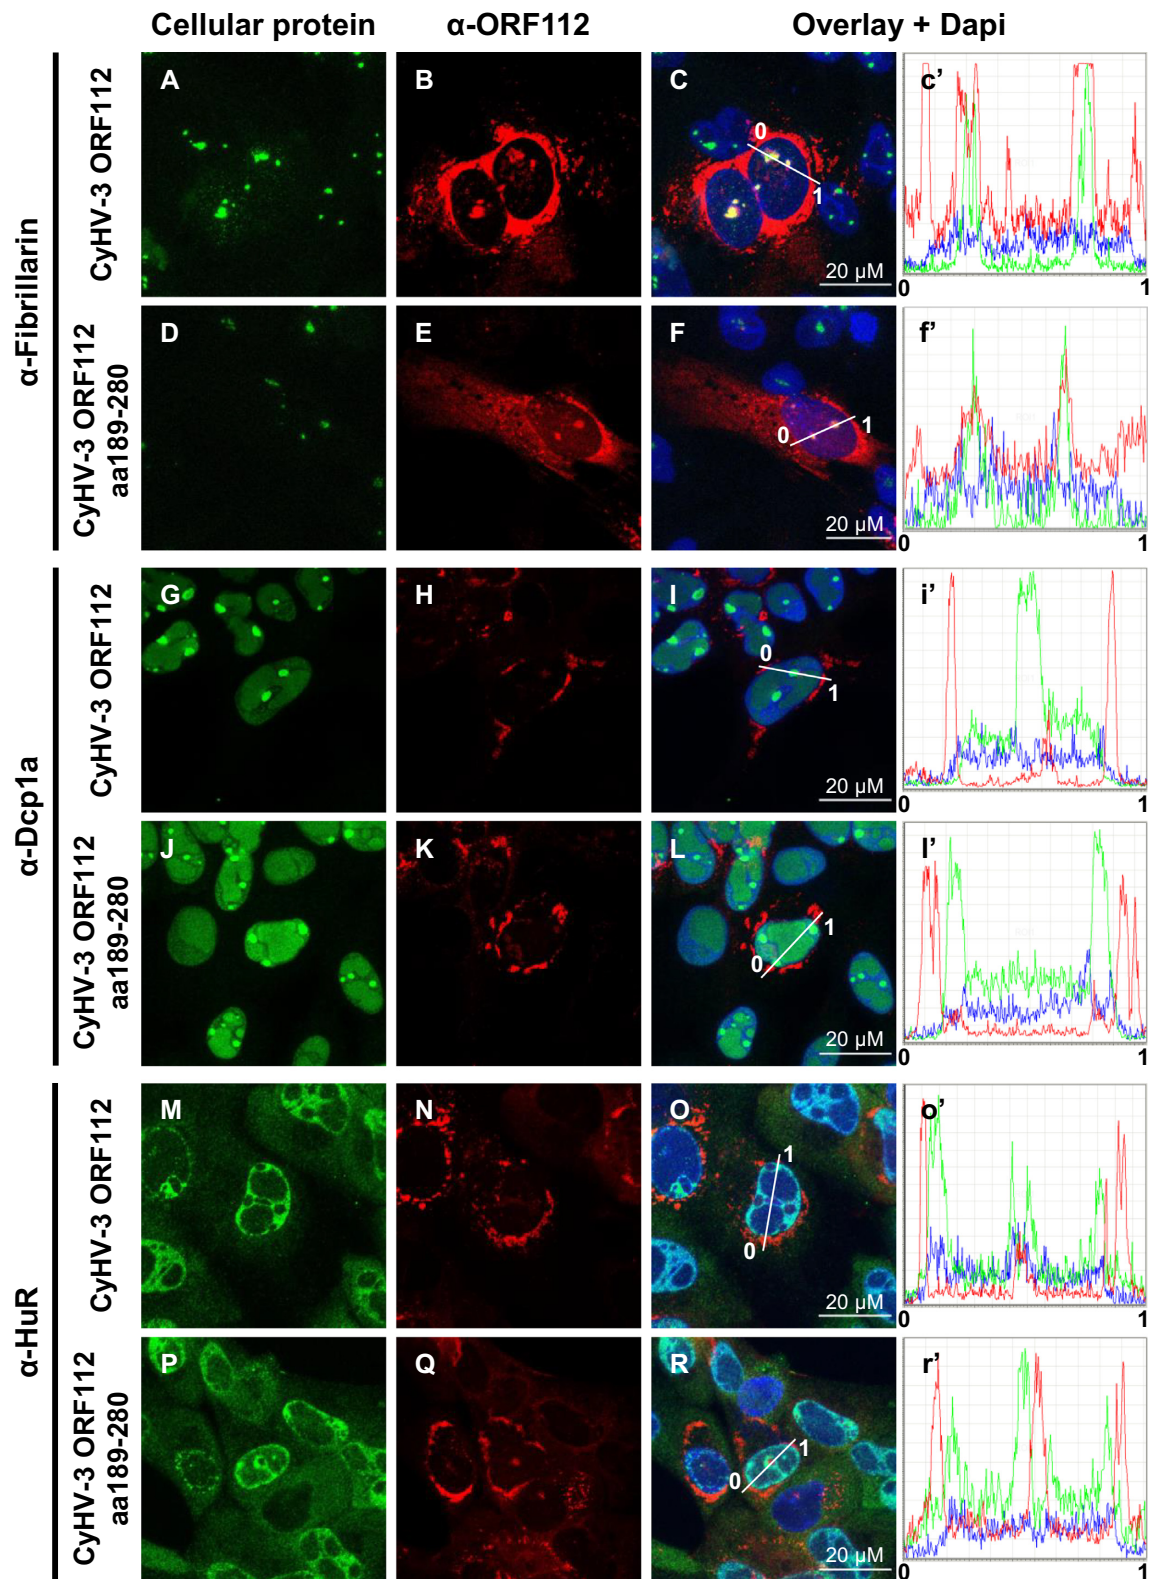 Cellular protein
α-ORF112
Overlay + Dapi
α-Fibrillarin
CyHV-3 ORF112
A
B
C
0
1
20 µM
c’
0
1
CyHV-3 ORF112
aa189-280
D
E
F
0
1
20 µM
f’
0
1
α-Dcp1a
CyHV-3 ORF112
G
H
I
0
1
20 µM
i’
0
1
CyHV-3 ORF112
aa189-280
J
K
L
1
0
20 µM
l’
0
1
α-HuR
CyHV-3 ORF112
M
N
O
1
0
20 µM
o’
0
1
CyHV-3 ORF112
aa189-280
P
Q
R
1
0
20 µM
r’
0
1